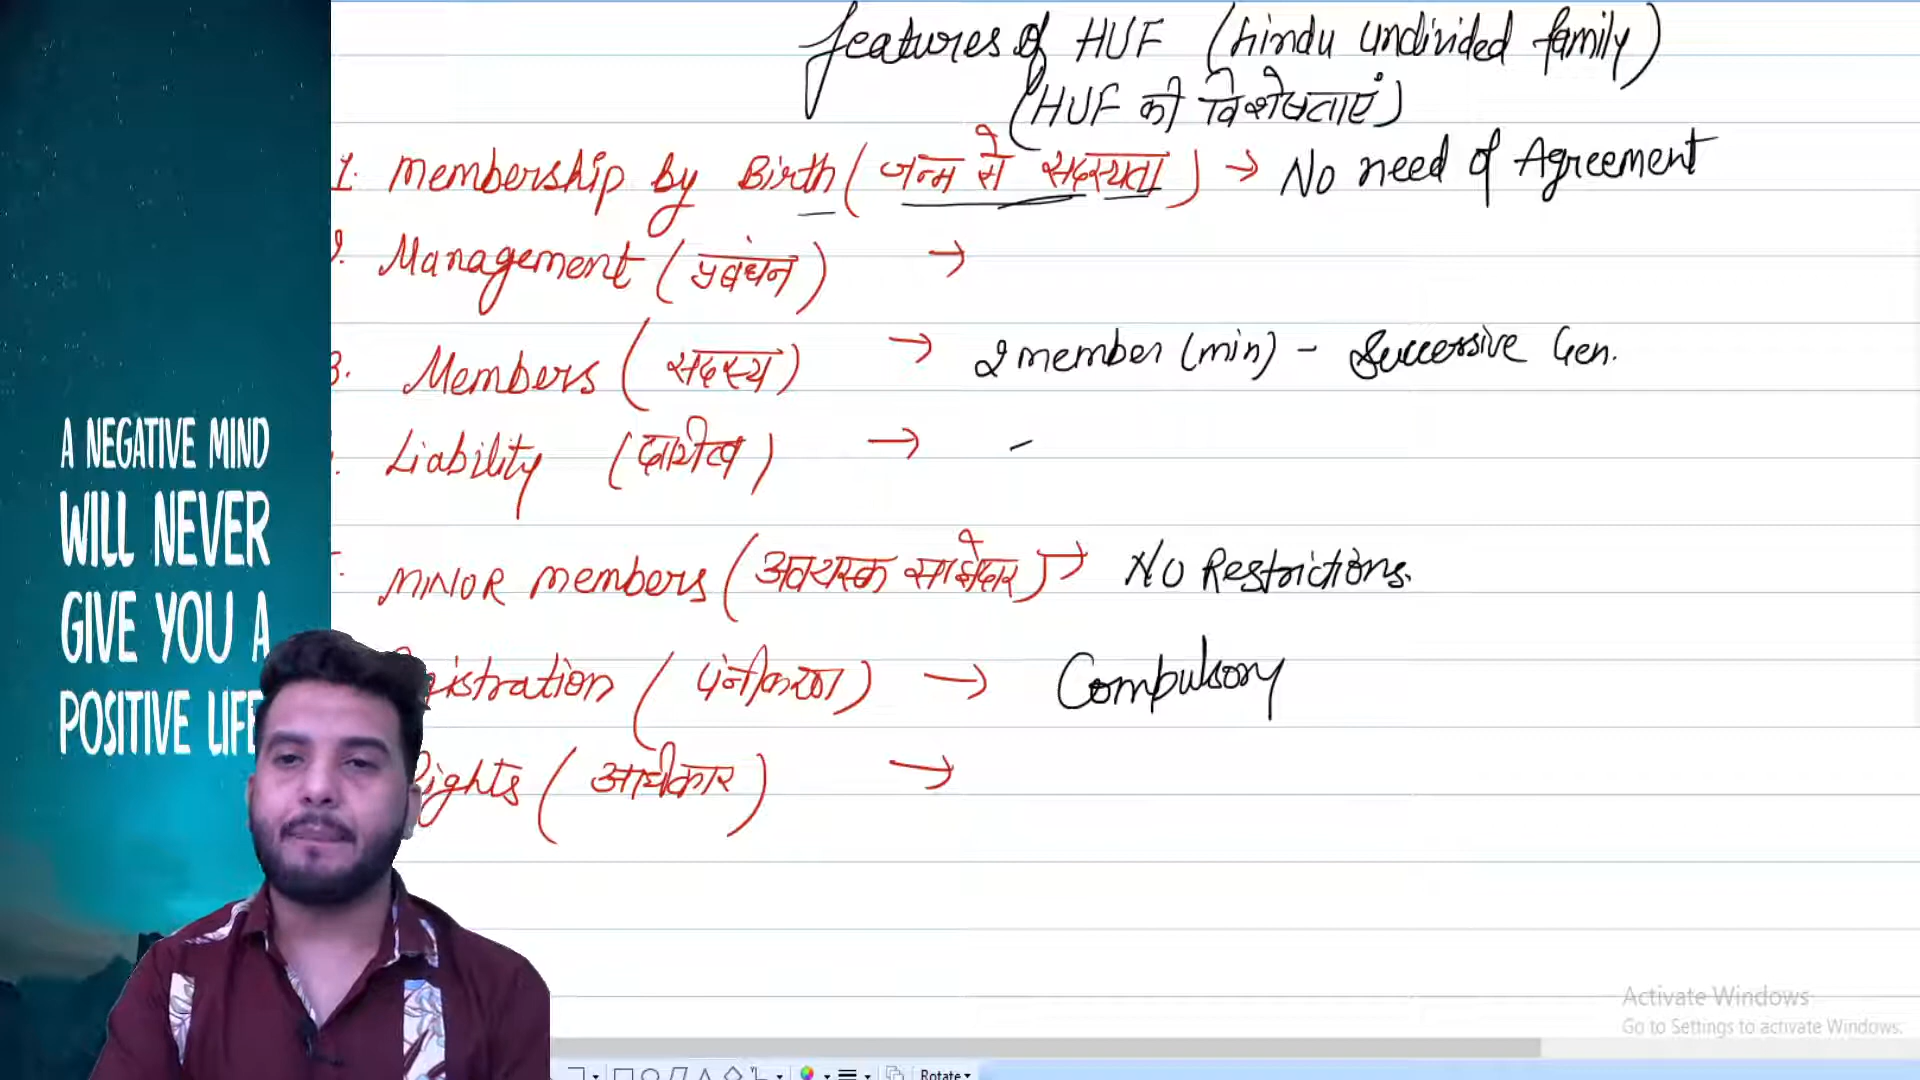 features of HUF (hindu undivided family)
(HUF की विशेषताएं)
1. Membership by Birth (जन्म से सदस्यता) → No need of Agreement
2. Management (प्रबंधन) →
3. Members (सदस्य) → 2 member (min) - Successive Gen.
Liability (दायित्व) → -
MINOR members (अवयस्क साझेदार) → No Restrictions.
gistration (पंजीकरण) → Compulsory
Rights (अधिकार) →
A NEGATIVE MIND
WILL NEVER
GIVE YOU A
POSITIVE LIFE
Activate Windows
Go to Settings to activate Windows.
Rotate